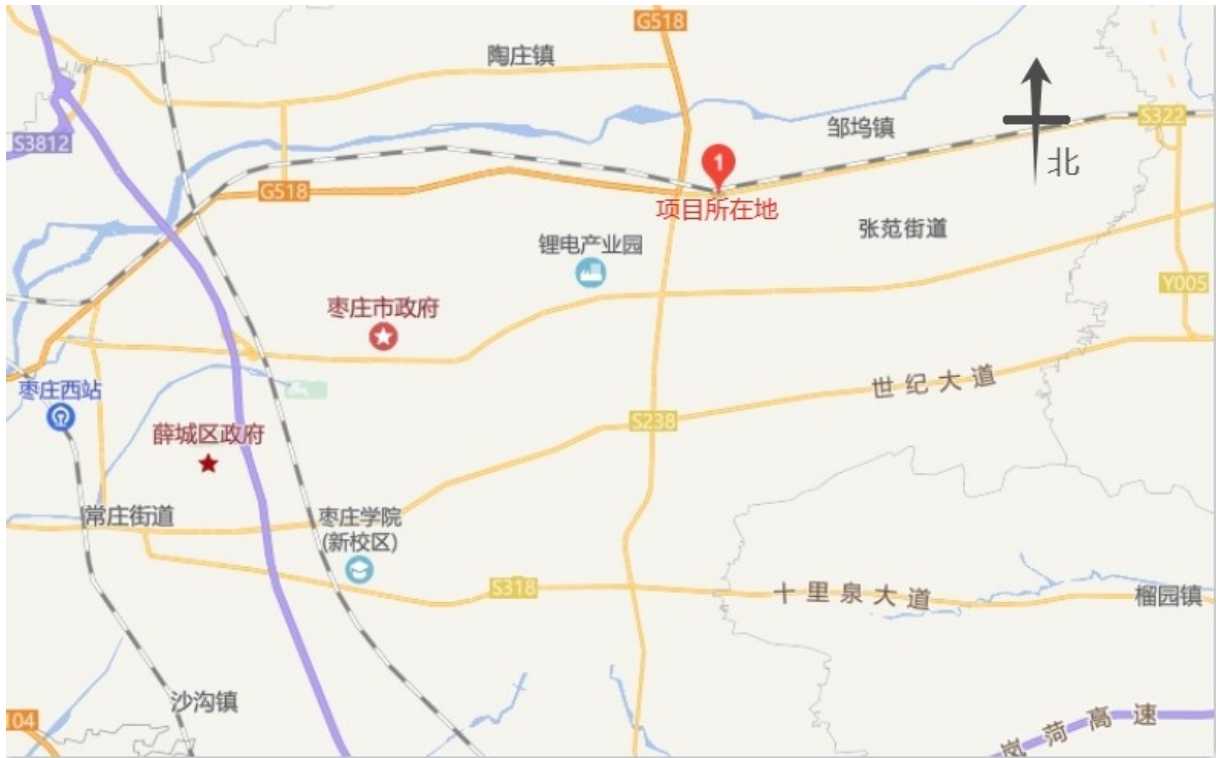 G518
陶庄镇
S322
邹坞镇
S3812
北
1
G518
项目所在地
张范街道
锂电产业园
Y005
枣庄市政府
世纪大道
枣庄西站
S238
薛城区政府
常庄街道
枣庄学院
(新校区)
S318
十里泉大道
榴园镇
沙沟镇
104
岚菏高速